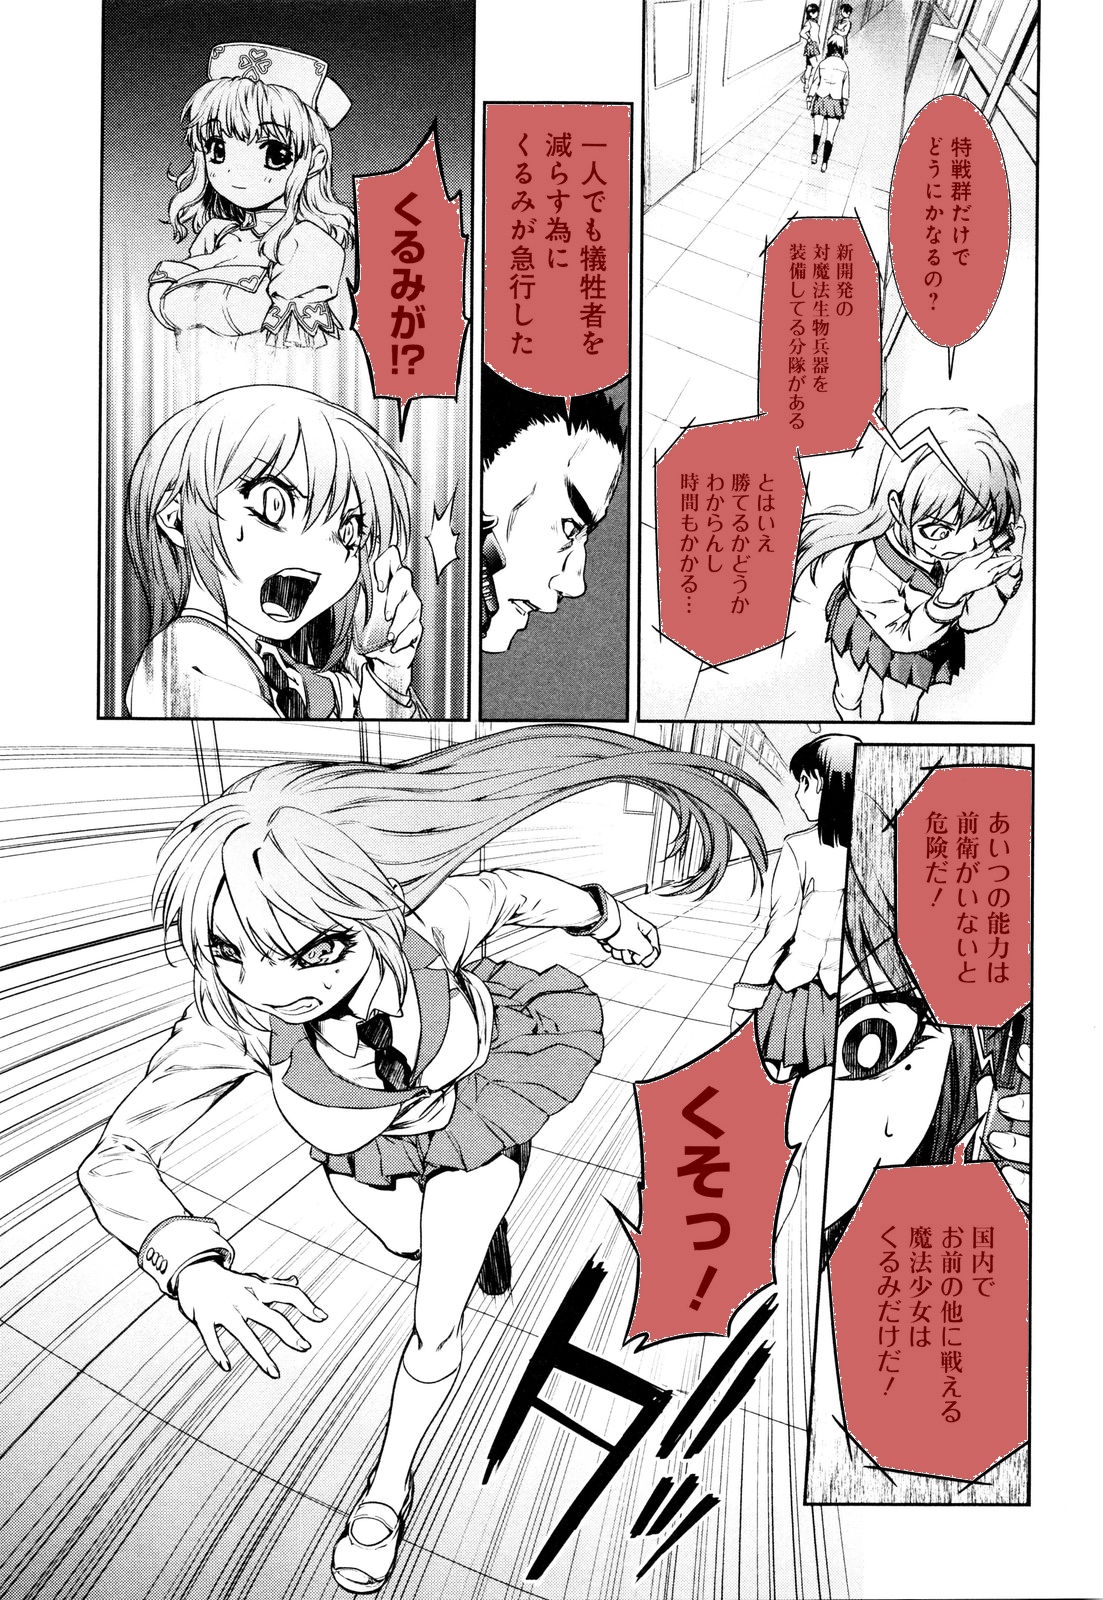 特戦群だけで
どうにかなるの?
新開発の
対魔法生物兵器を
装備してる分隊がある
とはいえ
勝てるかどうか
わからんし
時間もかかる…
一人でも犠牲者を
減らす為に
くるみが急行した
くるみが!?
あいつの能力は
前衛がいないと
危険だ!
国内で
お前の他に戦える
魔法少女は
くるみだけだ!
くそっ!
ダッ